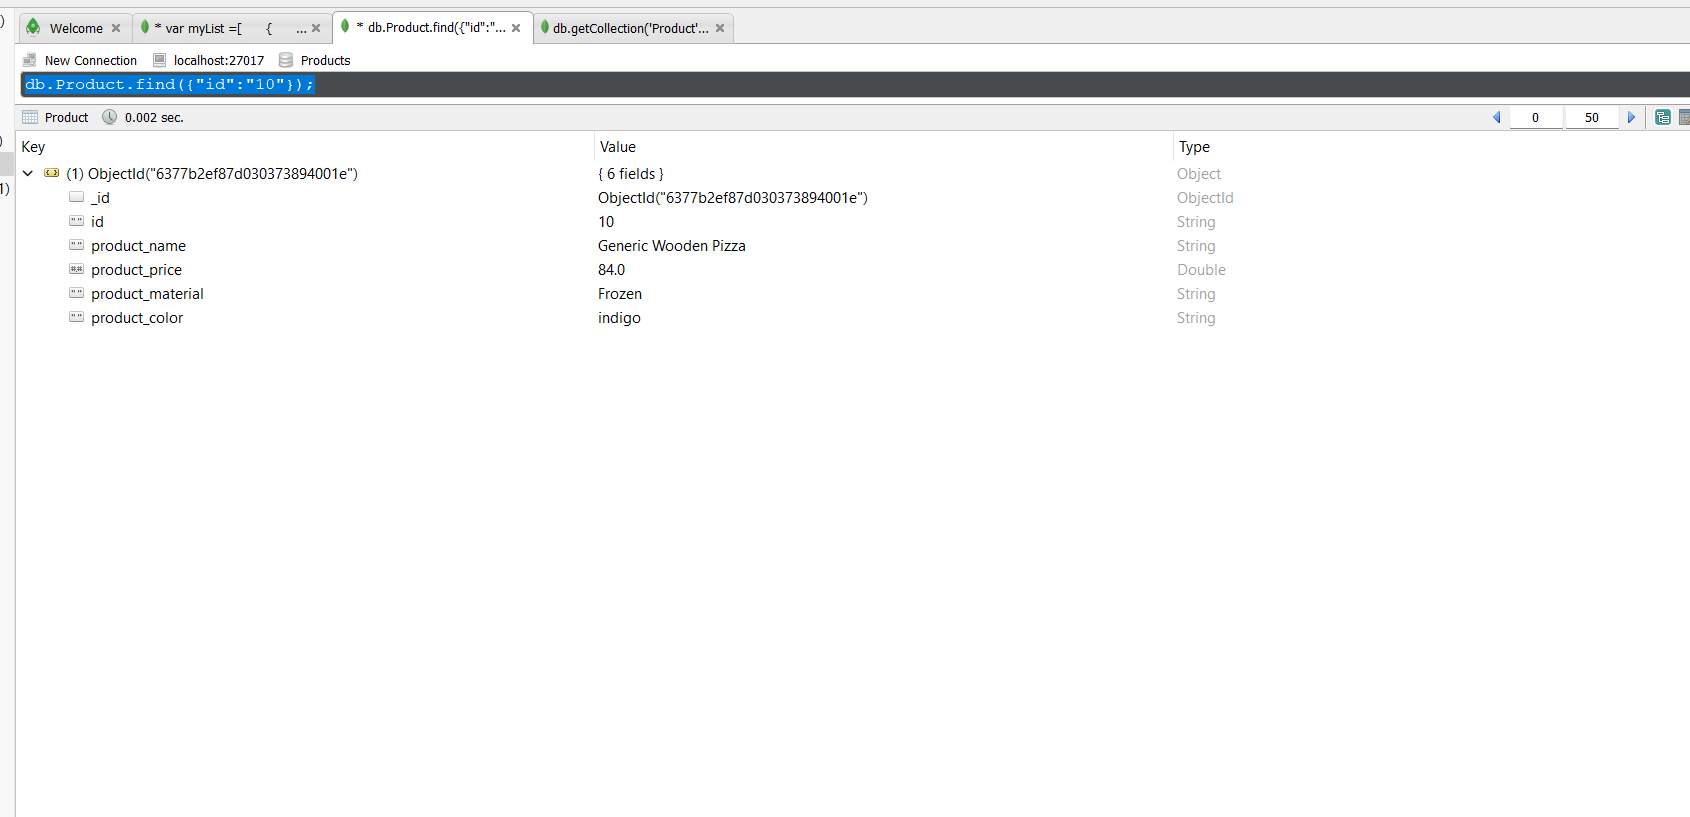 )
Welcome * var myList =[ { ... * db.Product.find({"id":"... db.getCollection('Product'...
New Connection localhost:27017 Products
db.Product.find({"id":"10"});
Product 0.002 sec. 0 50
)
Key Value Type
(1) ObjectId("6377b2ef87d030373894001e") { 6 fields } Object
1)
_id ObjectId("6377b2ef87d030373894001e") ObjectId
id 10 String
product_name Generic Wooden Pizza String
product_price 84.0 Double
product_material Frozen String
product_color indigo String